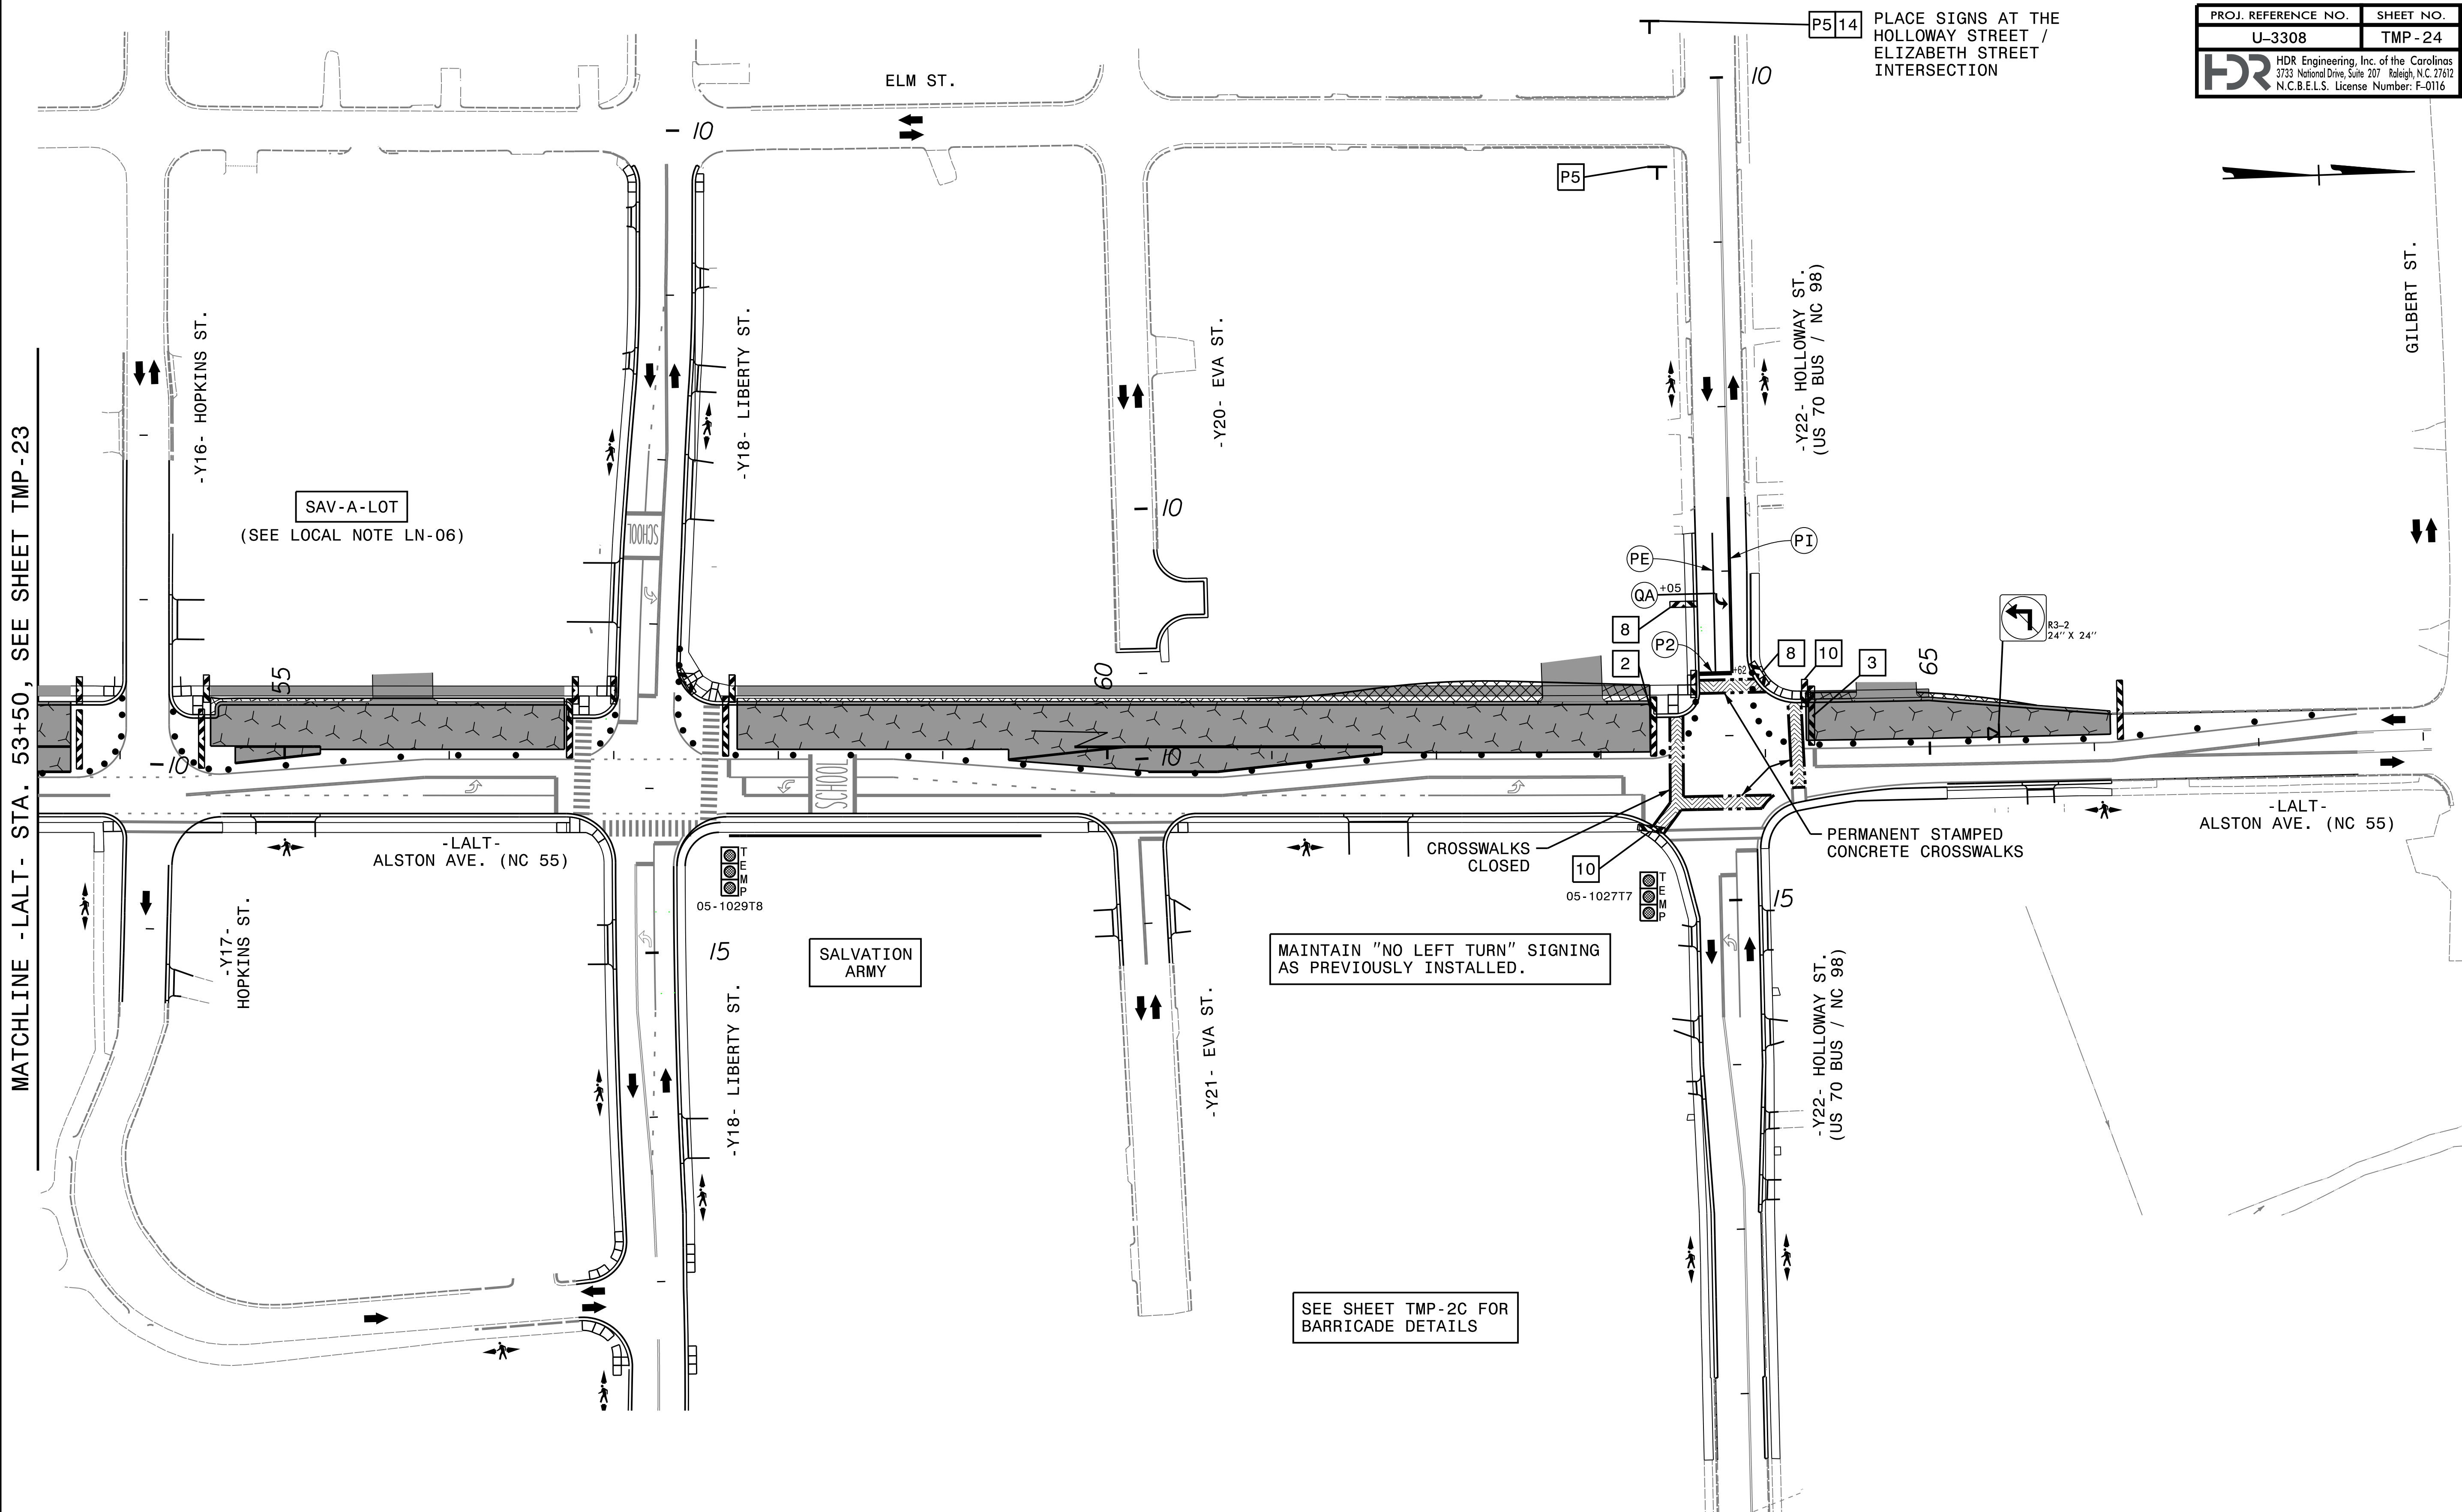 P5 14
PLACE SIGNS AT THE
HOLLOWAY STREET /
ELIZABETH STREET
INTERSECTION
PROJ. REFERENCE NO.
SHEET NO.
U-3308
TMP-24
HDR
HDR Engineering, Inc. of the Carolinas
3733 National Drive, Suite 207 Raleigh, N.C. 27612
N.C.B.E.L.S. License Number: F-0116
ELM ST.
10
10
P5
MATCHLINE -LALT- STA. 53+50, SEE SHEET TMP-23
-Y16- HOPKINS ST.
-Y18- LIBERTY ST.
-Y20- EVA ST.
-Y22- HOLLOWAY ST.
(US 70 BUS / NC 98)
GILBERT ST.
SAV-A-LOT
(SEE LOCAL NOTE LN-06)
SCHOOL
10
PE
PI
QA
+05
8
P2
2
+62
8
10
3
R3-2
24" X 24"
55
60
65
10
10
SCHOOL
-LALT-
ALSTON AVE. (NC 55)
TEMP
05-1029T8
CROSSWALKS
CLOSED
10
05-1027T7
TEMP
PERMANENT STAMPED
CONCRETE CROSSWALKS
-LALT-
ALSTON AVE. (NC 55)
-Y17-
HOPKINS ST.
15
15
SALVATION
ARMY
MAINTAIN "NO LEFT TURN" SIGNING
AS PREVIOUSLY INSTALLED.
-Y18- LIBERTY ST.
-Y21- EVA ST.
-Y22- HOLLOWAY ST.
(US 70 BUS / NC 98)
SEE SHEET TMP-2C FOR
BARRICADE DETAILS